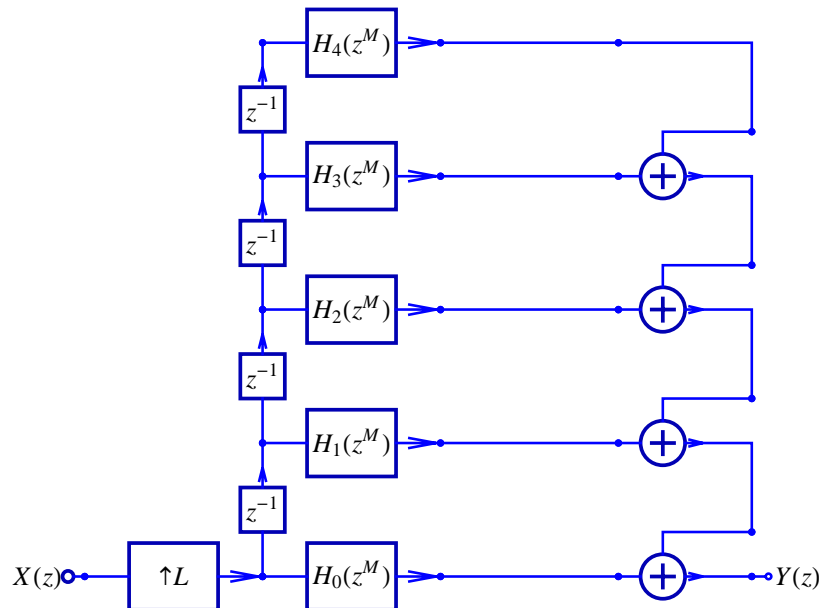 H₄(z^M)
z⁻¹
H₃(z^M)
z⁻¹
H₂(z^M)
z⁻¹
H₁(z^M)
z⁻¹
X(z) ↑L H₀(z^M) Y(z)